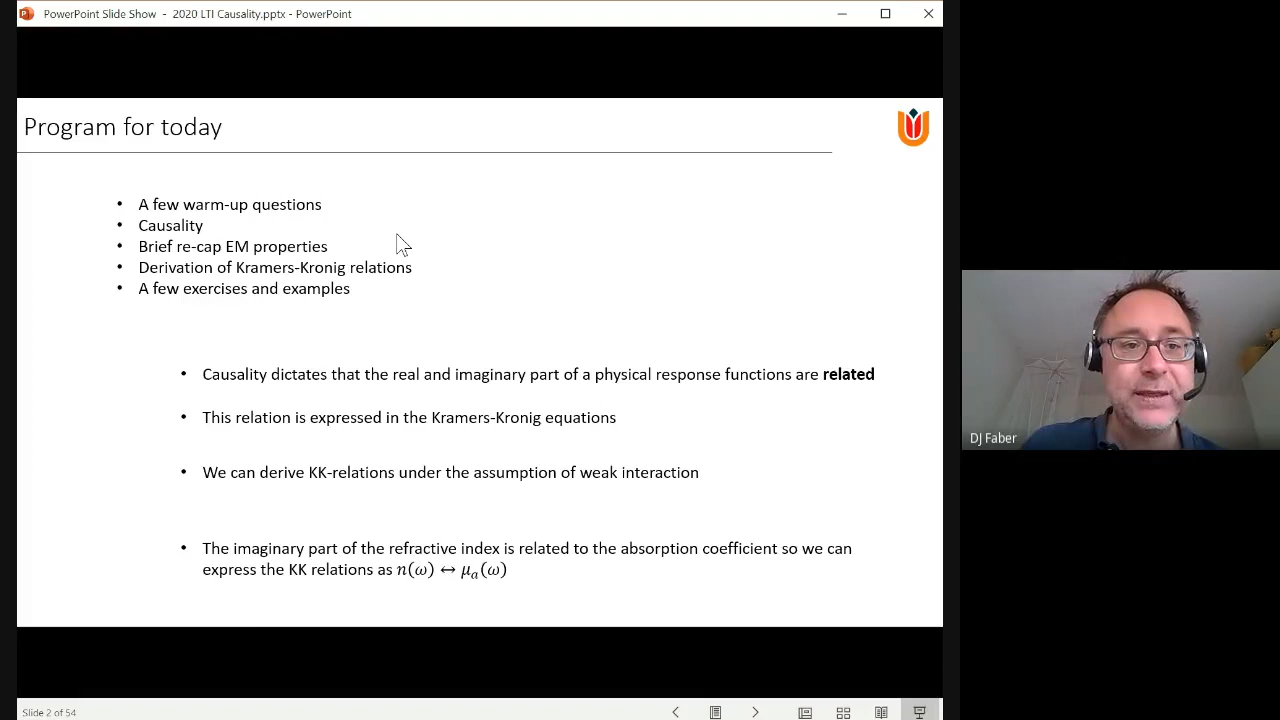 PowerPoint Slide Show - 2020 LTI Causality.pptx - PowerPoint
Program for today
• A few warm-up questions
• Causality
• Brief re-cap EM properties
• Derivation of Kramers-Kronig relations
• A few exercises and examples
• Causality dictates that the real and imaginary part of a physical response functions are related
• This relation is expressed in the Kramers-Kronig equations
• We can derive KK-relations under the assumption of weak interaction
• The imaginary part of the refractive index is related to the absorption coefficient so we can
express the KK relations as n(ω) ↔ μₐ(ω)
DJ Faber
Slide 2 of 54